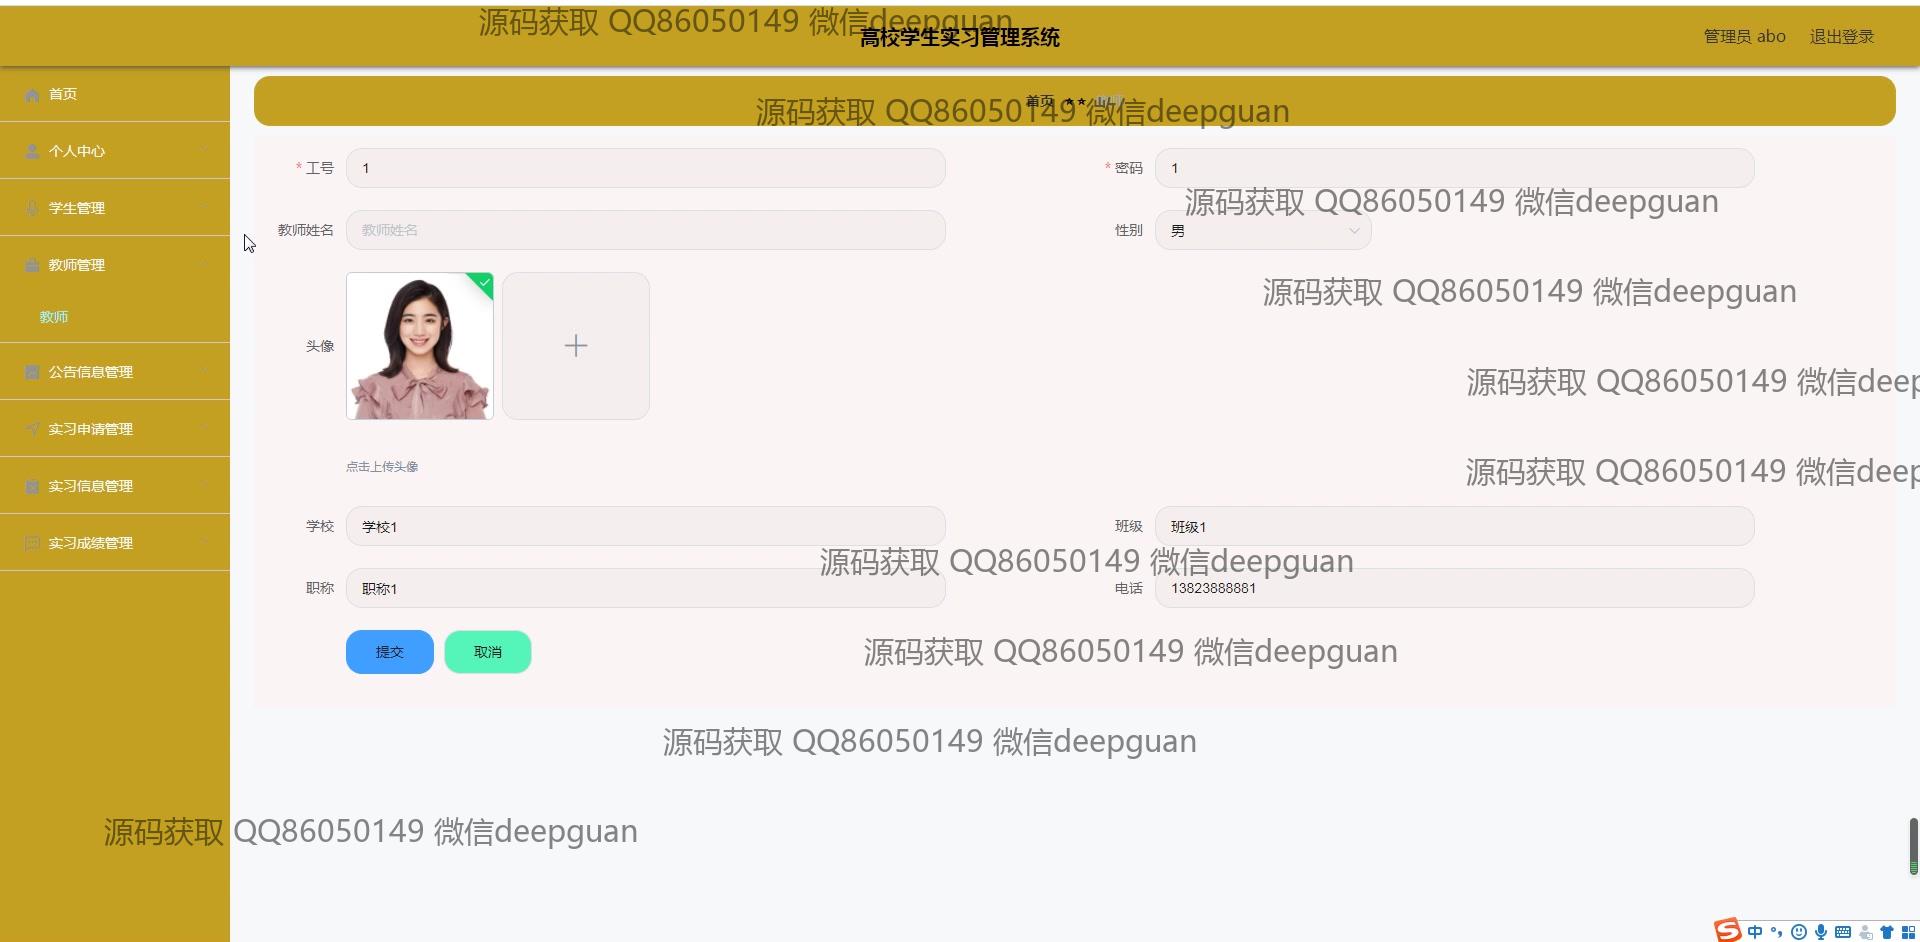 源码获取 QQ86050149 微信deepguan
高校学生实习管理系统
管理员 abo
退出登录
首页
源码获取 QQ86050149 微信deepguan
首页 ★★
个人中心
* 工号 1
* 密码 1
学生管理
源码获取 QQ86050149 微信deepguan
教师姓名 教师姓名
性别 男
教师管理
源码获取 QQ86050149 微信deepguan
教师
头像
公告信息管理
源码获取 QQ86050149 微信deep
实习申请管理
点击上传头像
源码获取 QQ86050149 微信deep
实习信息管理
学校 学校1
班级 班级1
实习成绩管理
源码获取 QQ86050149 微信deepguan
职称 职称1
电话 13823888881
提交
取消
源码获取 QQ86050149 微信deepguan
源码获取 QQ86050149 微信deepguan
源码获取 QQ86050149 微信deepguan
S 中